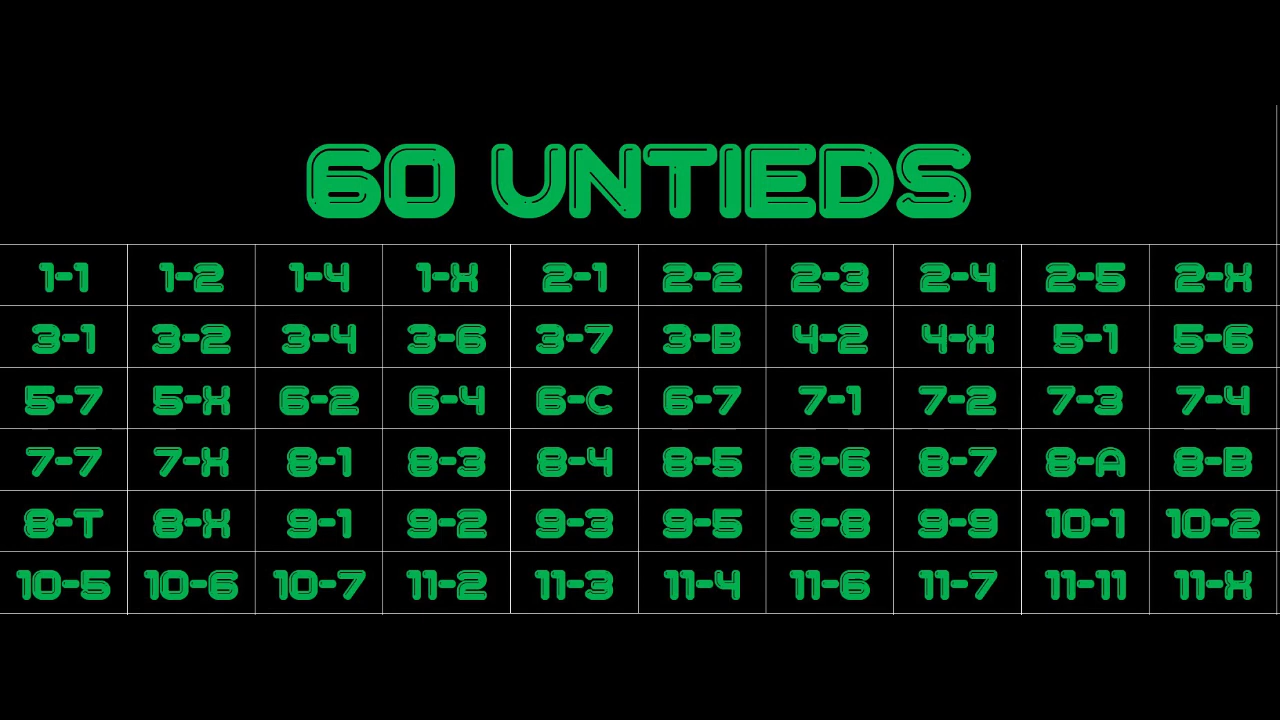 60 UNTIEDS
1-1 1-2 1-4 1-X 2-1 2-2 2-3 2-4 2-5 2-X
3-1 3-2 3-4 3-6 3-7 3-B 4-2 4-X 5-1 5-6
5-7 5-X 6-2 6-4 6-C 6-7 7-1 7-2 7-3 7-4
7-7 7-X 8-1 8-3 8-4 8-5 8-6 8-7 8-A 8-B
8-T 8-X 9-1 9-2 9-3 9-5 9-8 9-9 10-1 10-2
10-5 10-6 10-7 11-2 11-3 11-4 11-6 11-7 11-11 11-X